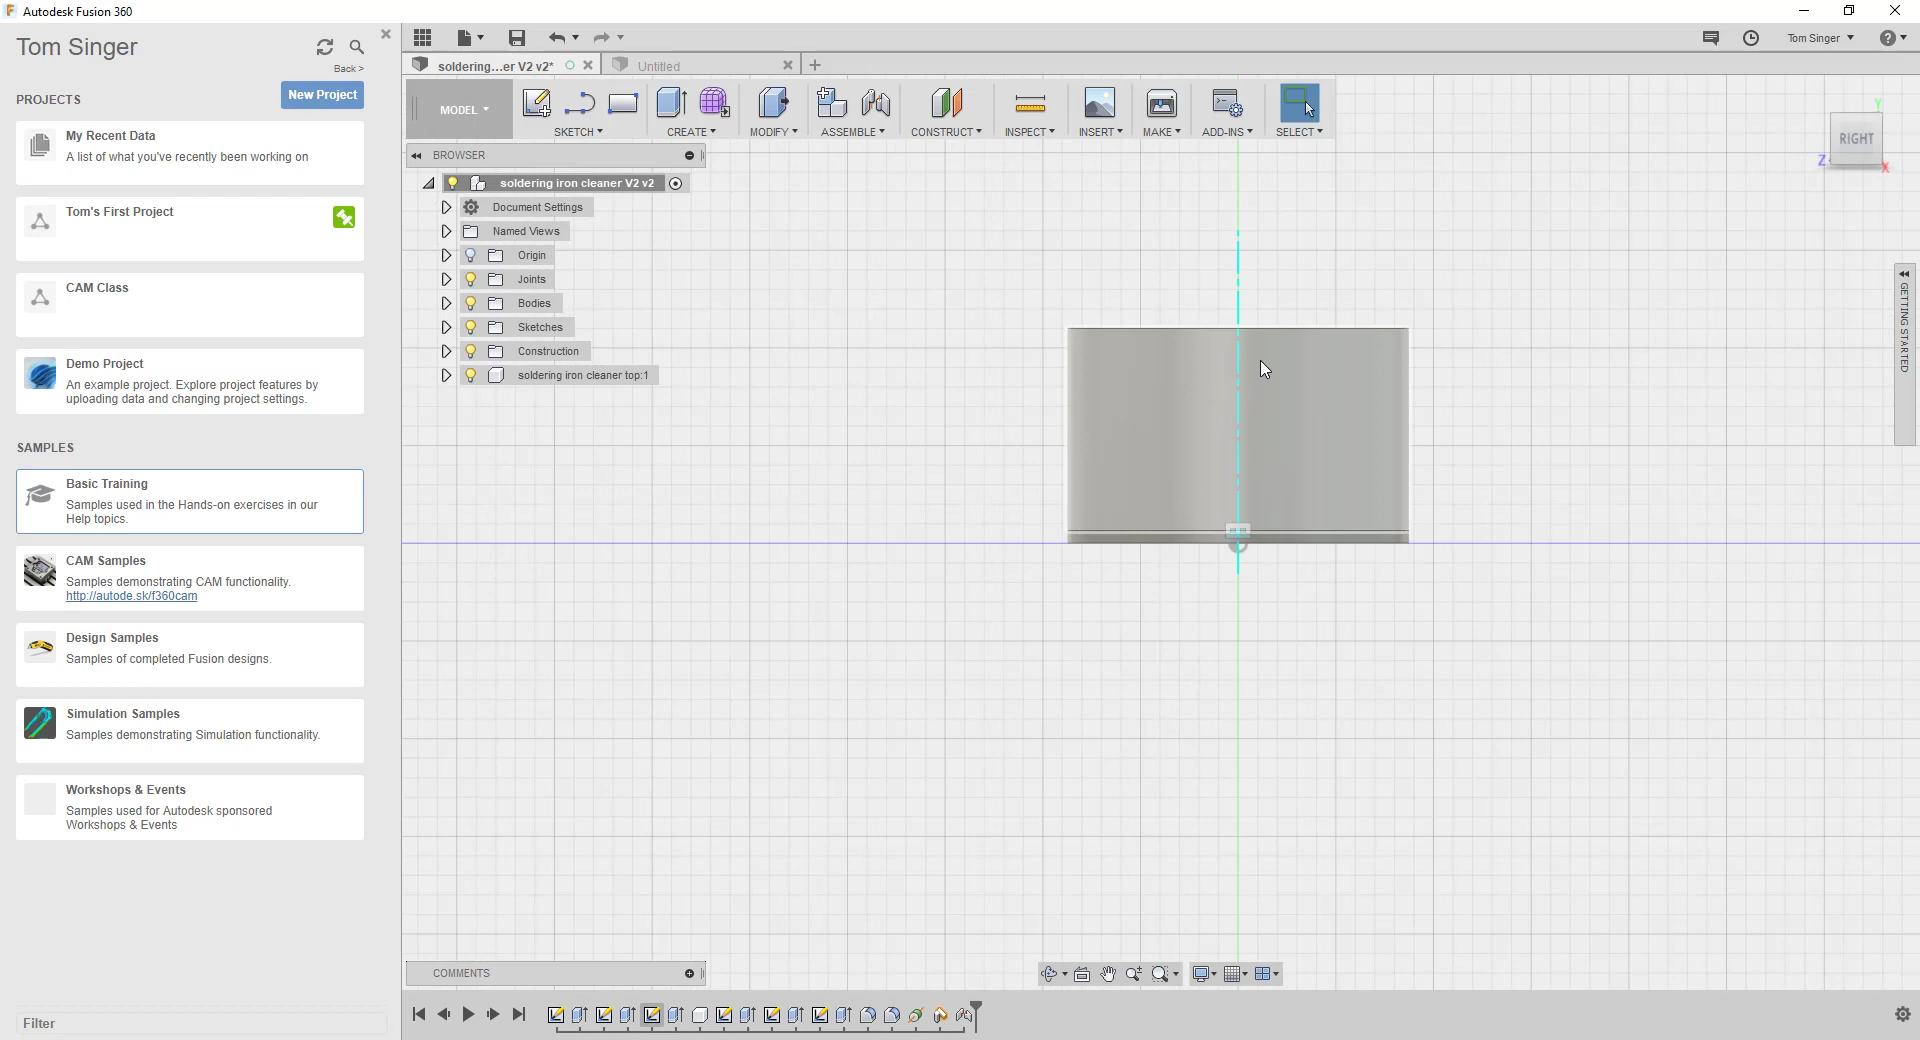 Autodesk Fusion 360
Tom Singer
Back >
PROJECTS
New Project
My Recent Data
A list of what you've recently been working on
Tom's First Project
CAM Class
Demo Project
An example project. Explore project features by
uploading data and changing project settings.
SAMPLES
Basic Training
Samples used in the Hands-on exercises in our
Help topics.
CAM Samples
Samples demonstrating CAM functionality.
http://autode.sk/f360cam
Design Samples
Samples of completed Fusion designs.
Simulation Samples
Samples demonstrating Simulation functionality.
Workshops & Events
Samples used for Autodesk sponsored
Workshops & Events
Filter
Tom Singer
soldering...er V2 v2*
Untitled
MODEL
SKETCH
CREATE
MODIFY
ASSEMBLE
CONSTRUCT
INSPECT
INSERT
MAKE
ADD-INS
SELECT
BROWSER
soldering iron cleaner V2 v2
Document Settings
Named Views
Origin
Joints
Bodies
Sketches
Construction
soldering iron cleaner top:1
Y
RIGHT
Z
X
GETTING STARTED
COMMENTS